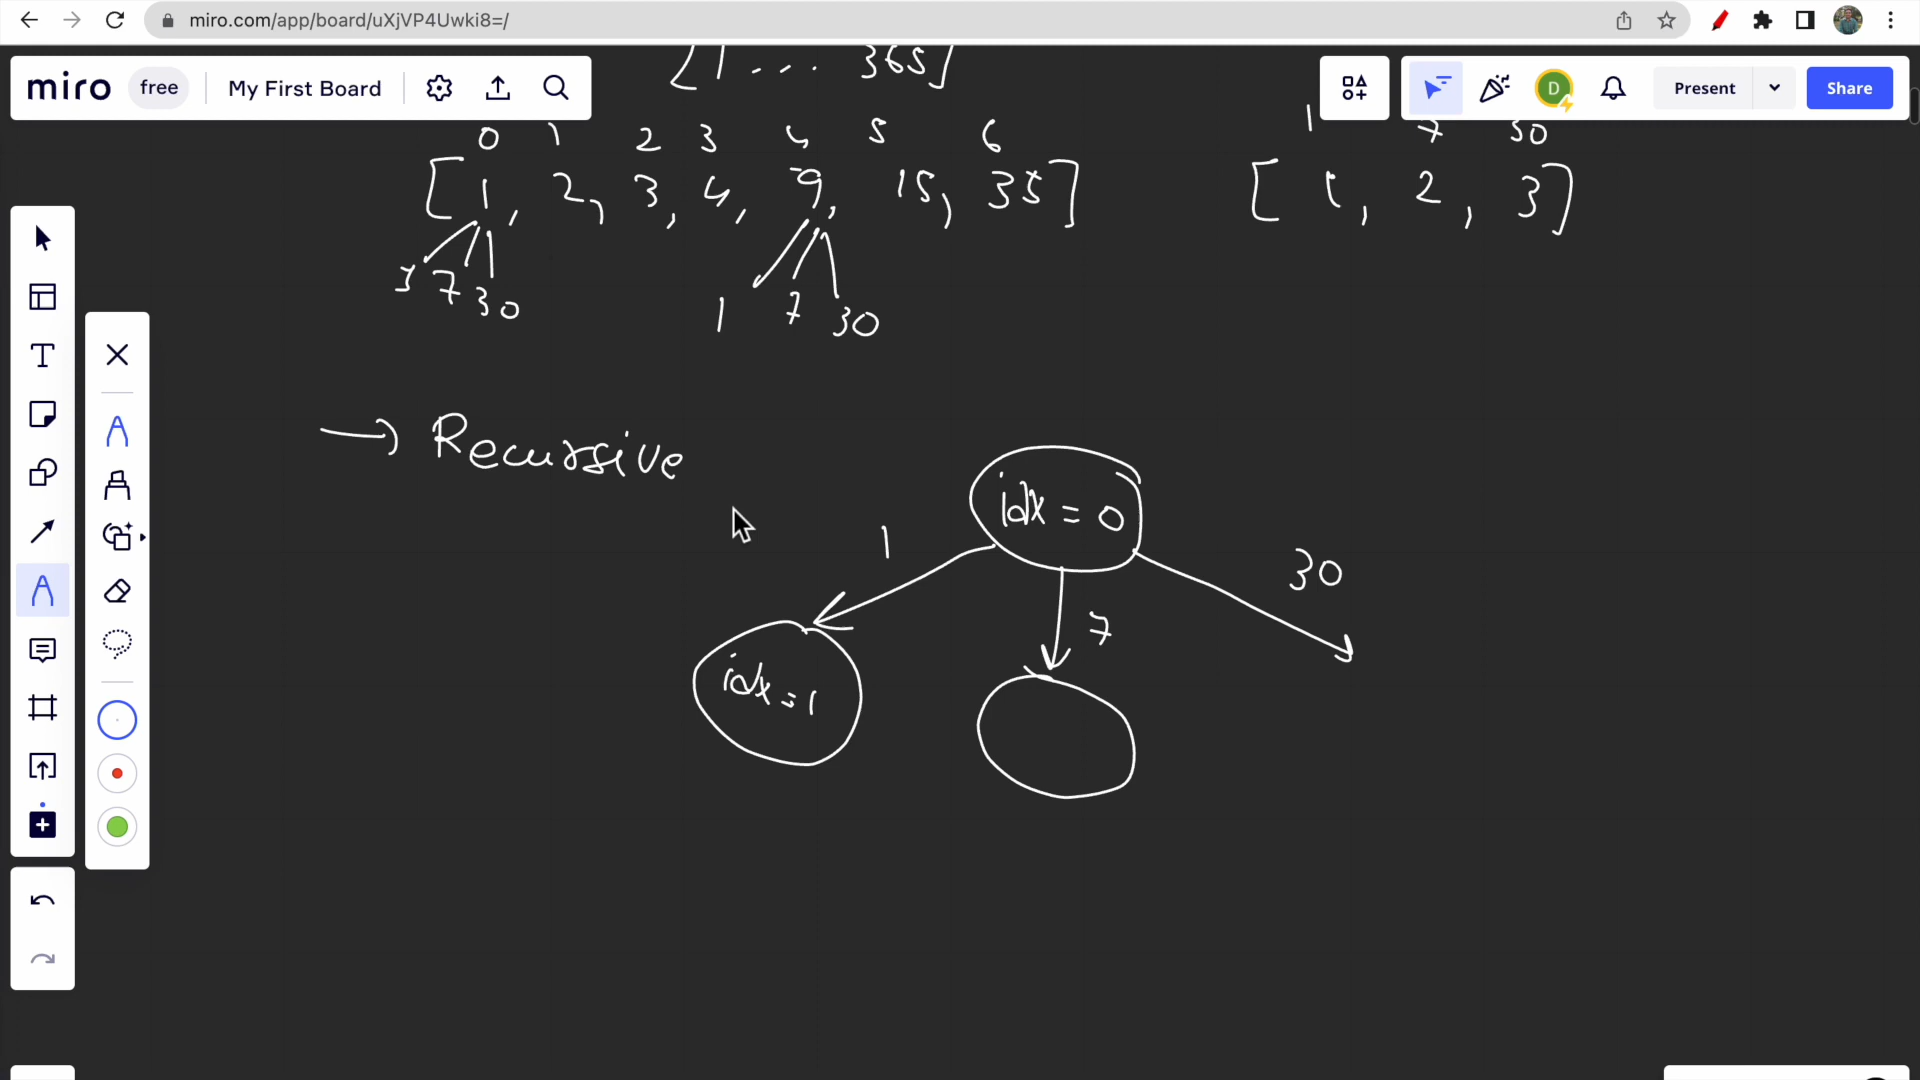 miro.com/app/board/uXjVP4Uwki8=/
[1 ... 365]
miro free My First Board
D Present Share
0 1 2 3 4 5 6
1 7 30
[1, 2, 3, 4, 9, 15, 35]
[1, 2, 3]
1 7 30
1 7 30
→ Recursive
idx = 0
1
30
7
idx = 1